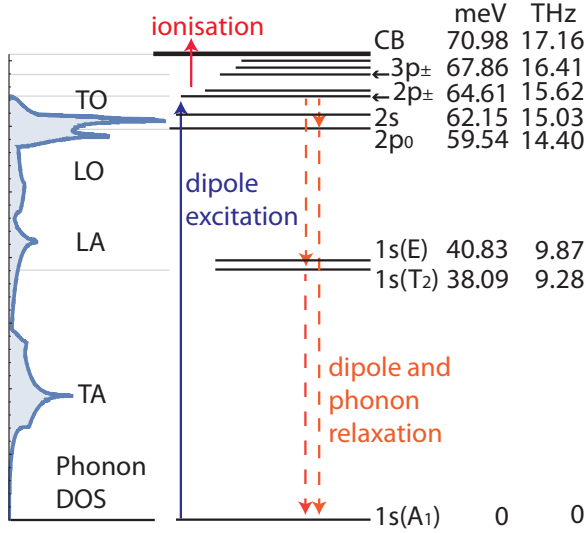 meV THz
ionisation
CB 70.98 17.16
3p± 67.86 16.41
TO 2p± 64.61 15.62
2s 62.15 15.03
2p₀ 59.54 14.40
LO
dipole
excitation
LA
1s(E) 40.83 9.87
1s(T₂) 38.09 9.28
TA
dipole and
phonon
relaxation
Phonon
DOS
1s(A₁) 0 0